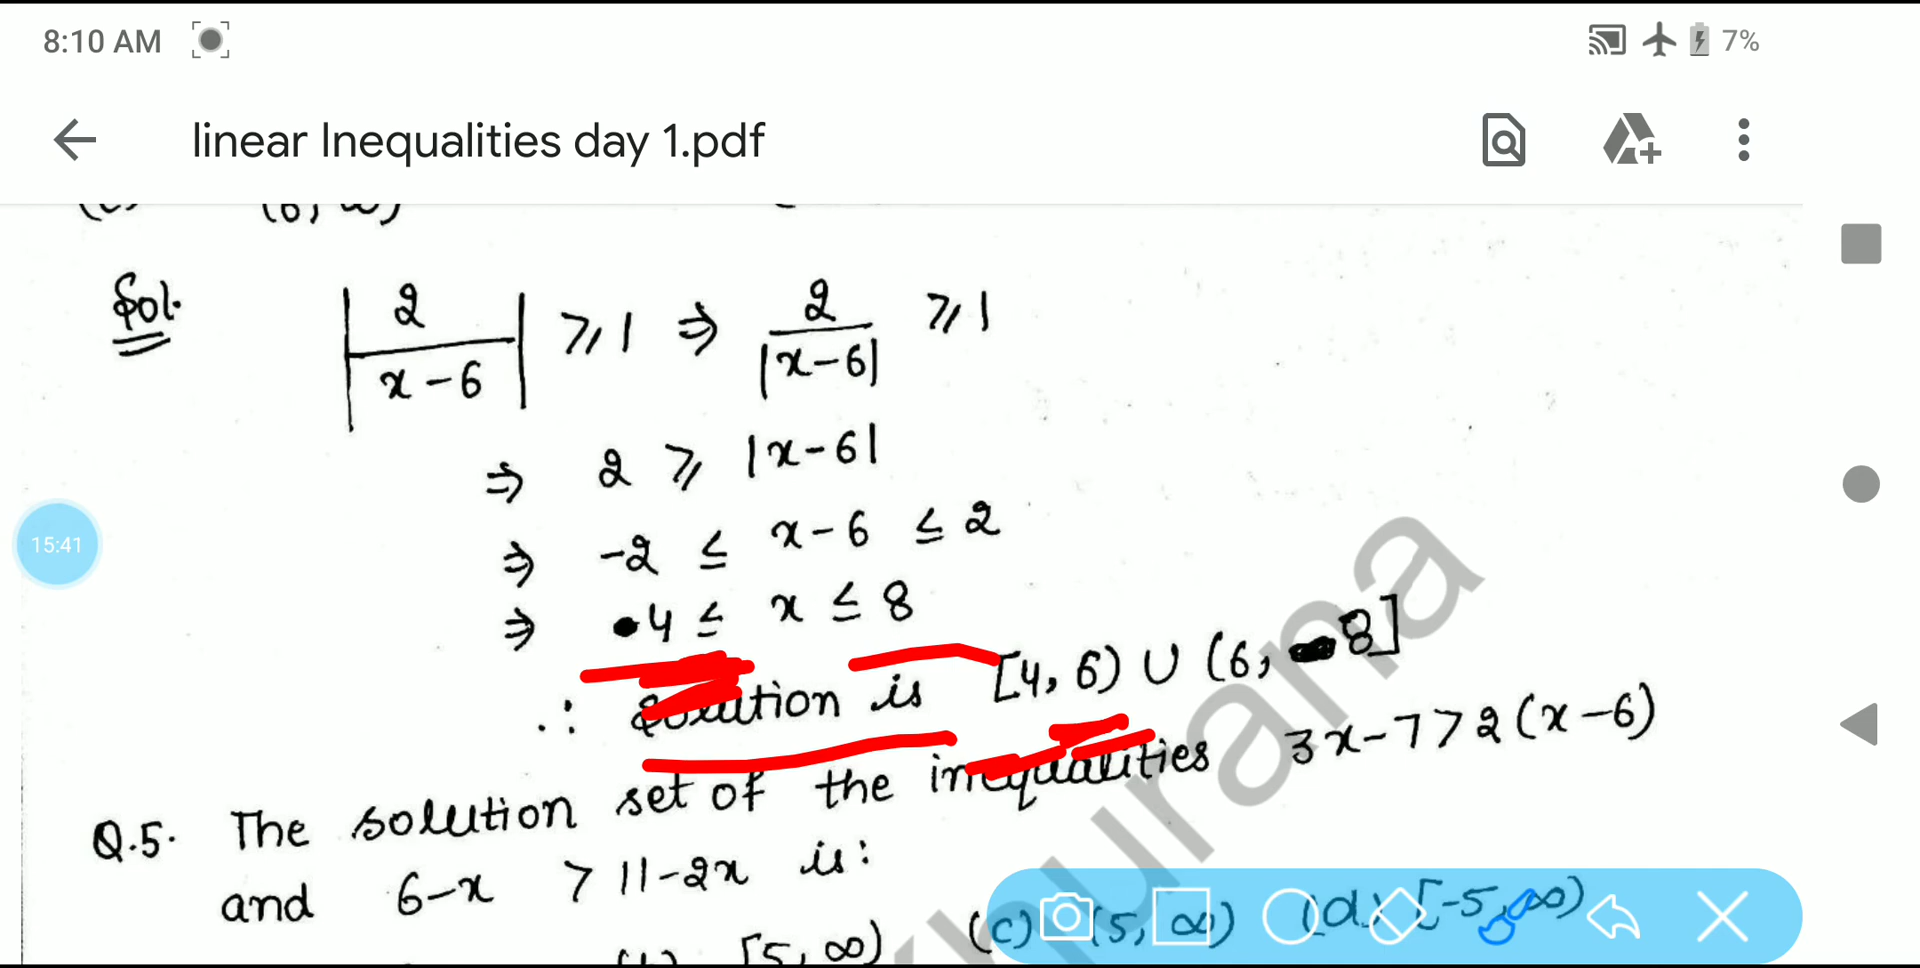 8:10 AM 7%
linear Inequalities day 1.pdf
(6, ∞)
Sol. |2/(x-6)| ⩾ 1 ⇒ 2/|x-6| ⩾ 1
⇒ 2 ⩾ |x-6|
⇒ -2 ≤ x-6 ≤ 2
⇒ 4 ≤ x ≤ 8
15:41
∴ solution is [4, 6) ∪ (6, 8]
Q.5. The solution set of the inequalities 3x-7>2(x-6)
and 6-x > 11-2x is:
[5, ∞) (c) (5, ∞) (d) [-5, ∞)
khurana